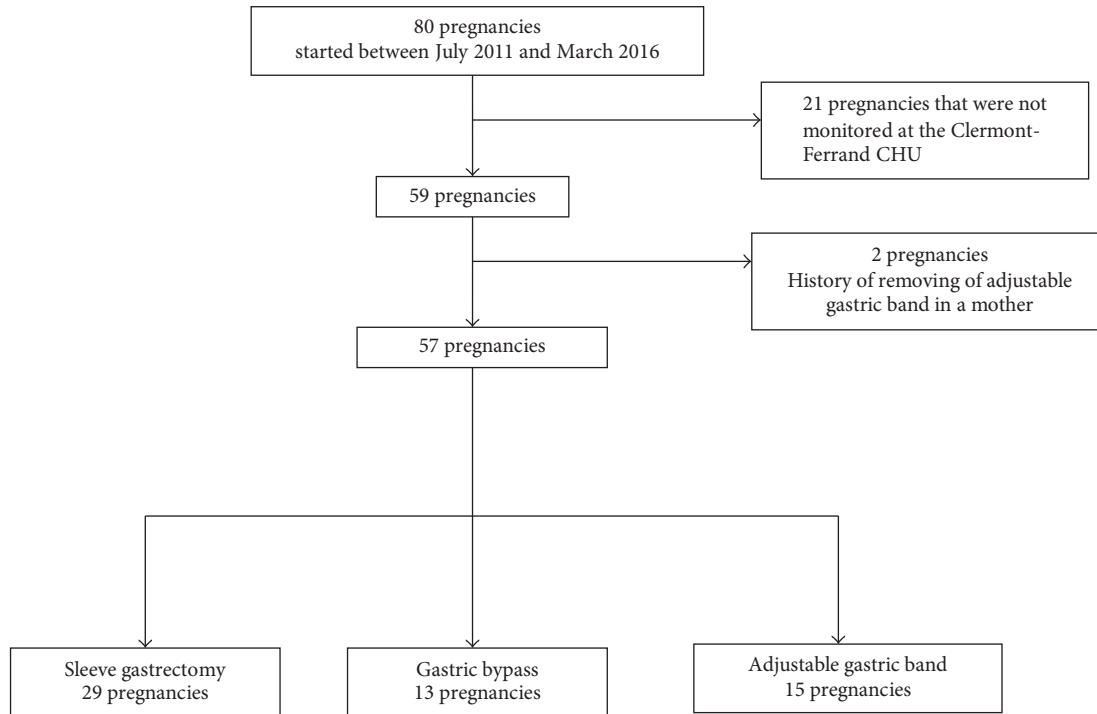 80 pregnancies
started between July 2011 and March 2016
21 pregnancies that were not
monitored at the Clermont-
Ferrand CHU
59 pregnancies
2 pregnancies
History of removing of adjustable
gastric band in a mother
57 pregnancies
Sleeve gastrectomy
29 pregnancies
Gastric bypass
13 pregnancies
Adjustable gastric band
15 pregnancies